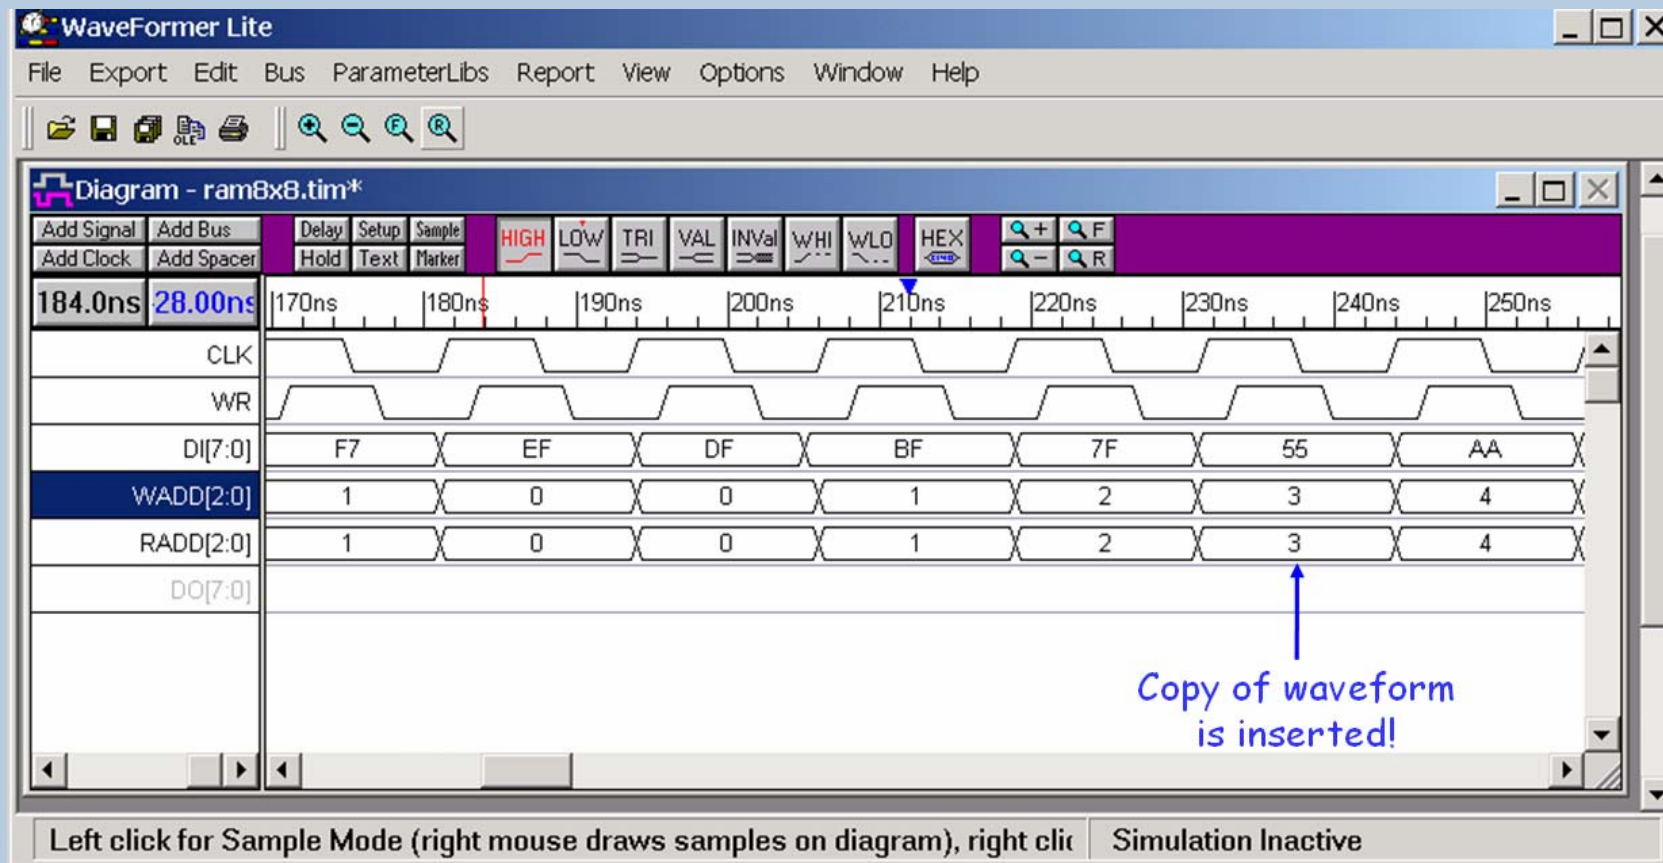 WaveFormer Lite
File Export Edit Bus ParameterLibs Report View Options Window Help
OLE F R
Diagram - ram8x8.tim*
Add Signal Add Bus Delay Setup Sample HIGH LOW TRI VAL INVal WHI WLO HEX + F
Add Clock Add Spacer Hold Text Marker - R
184.0ns -28.00ns 170ns 180ns 190ns 200ns 210ns 220ns 230ns 240ns 250ns
CLK
WR
DI[7:0] F7 EF DF BF 7F 55 AA
WADD[2:0] 1 0 0 1 2 3 4
RADD[2:0] 1 0 0 1 2 3 4
DO[7:0]
Copy of waveform
is inserted!
Left click for Sample Mode (right mouse draws samples on diagram), right clic Simulation Inactive